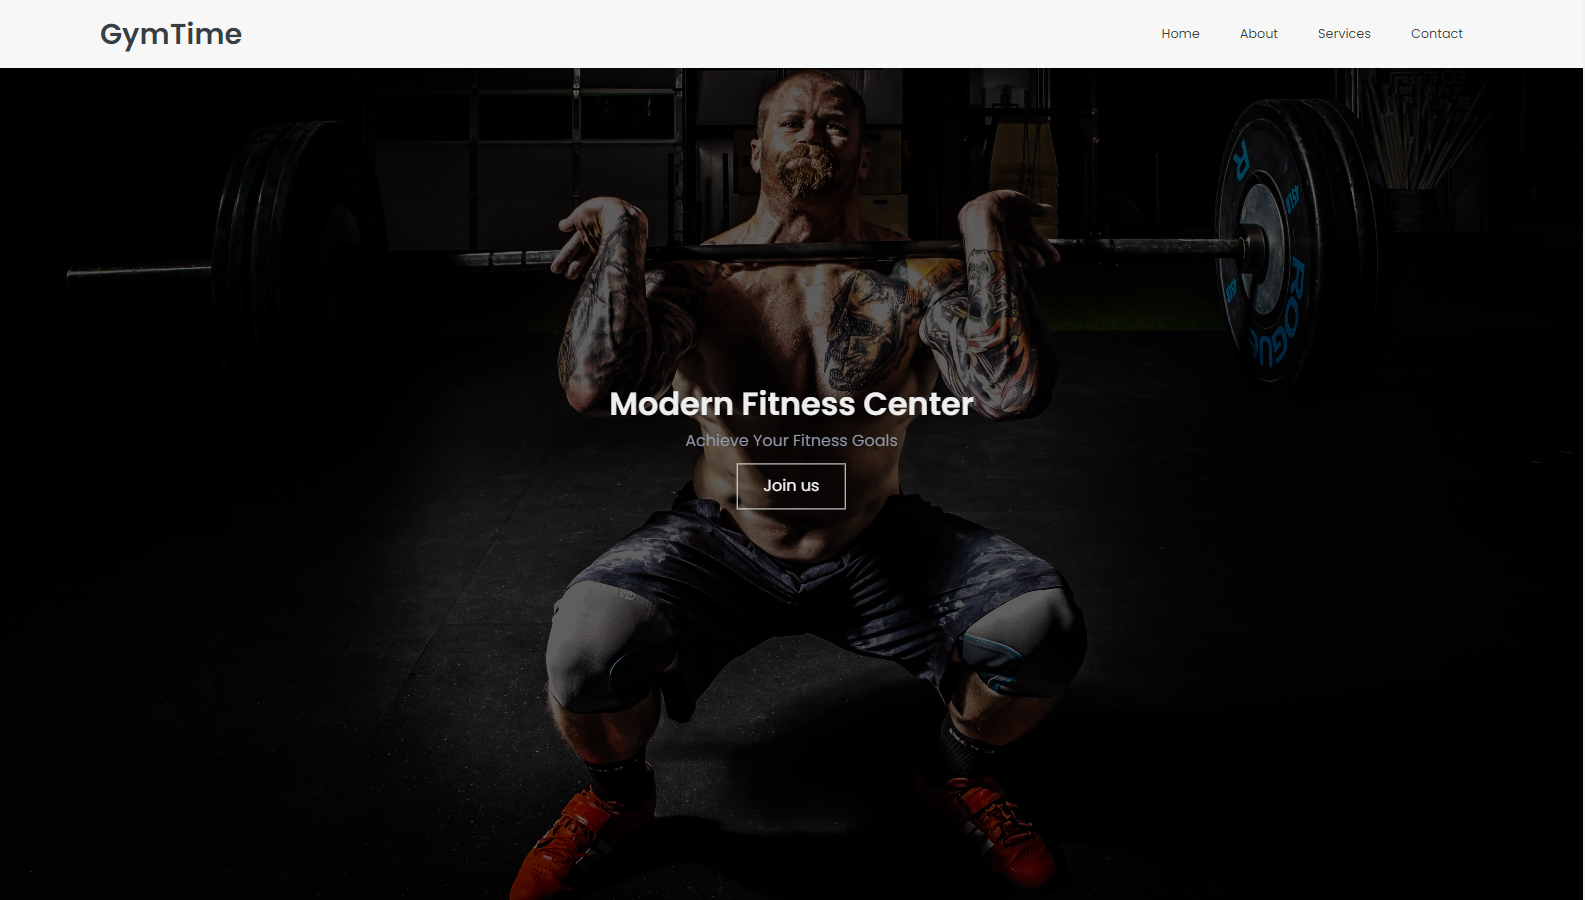 GymTime
Home About Services Contact
R
ROGUE
Modern Fitness Center
Achieve Your Fitness Goals
Join us